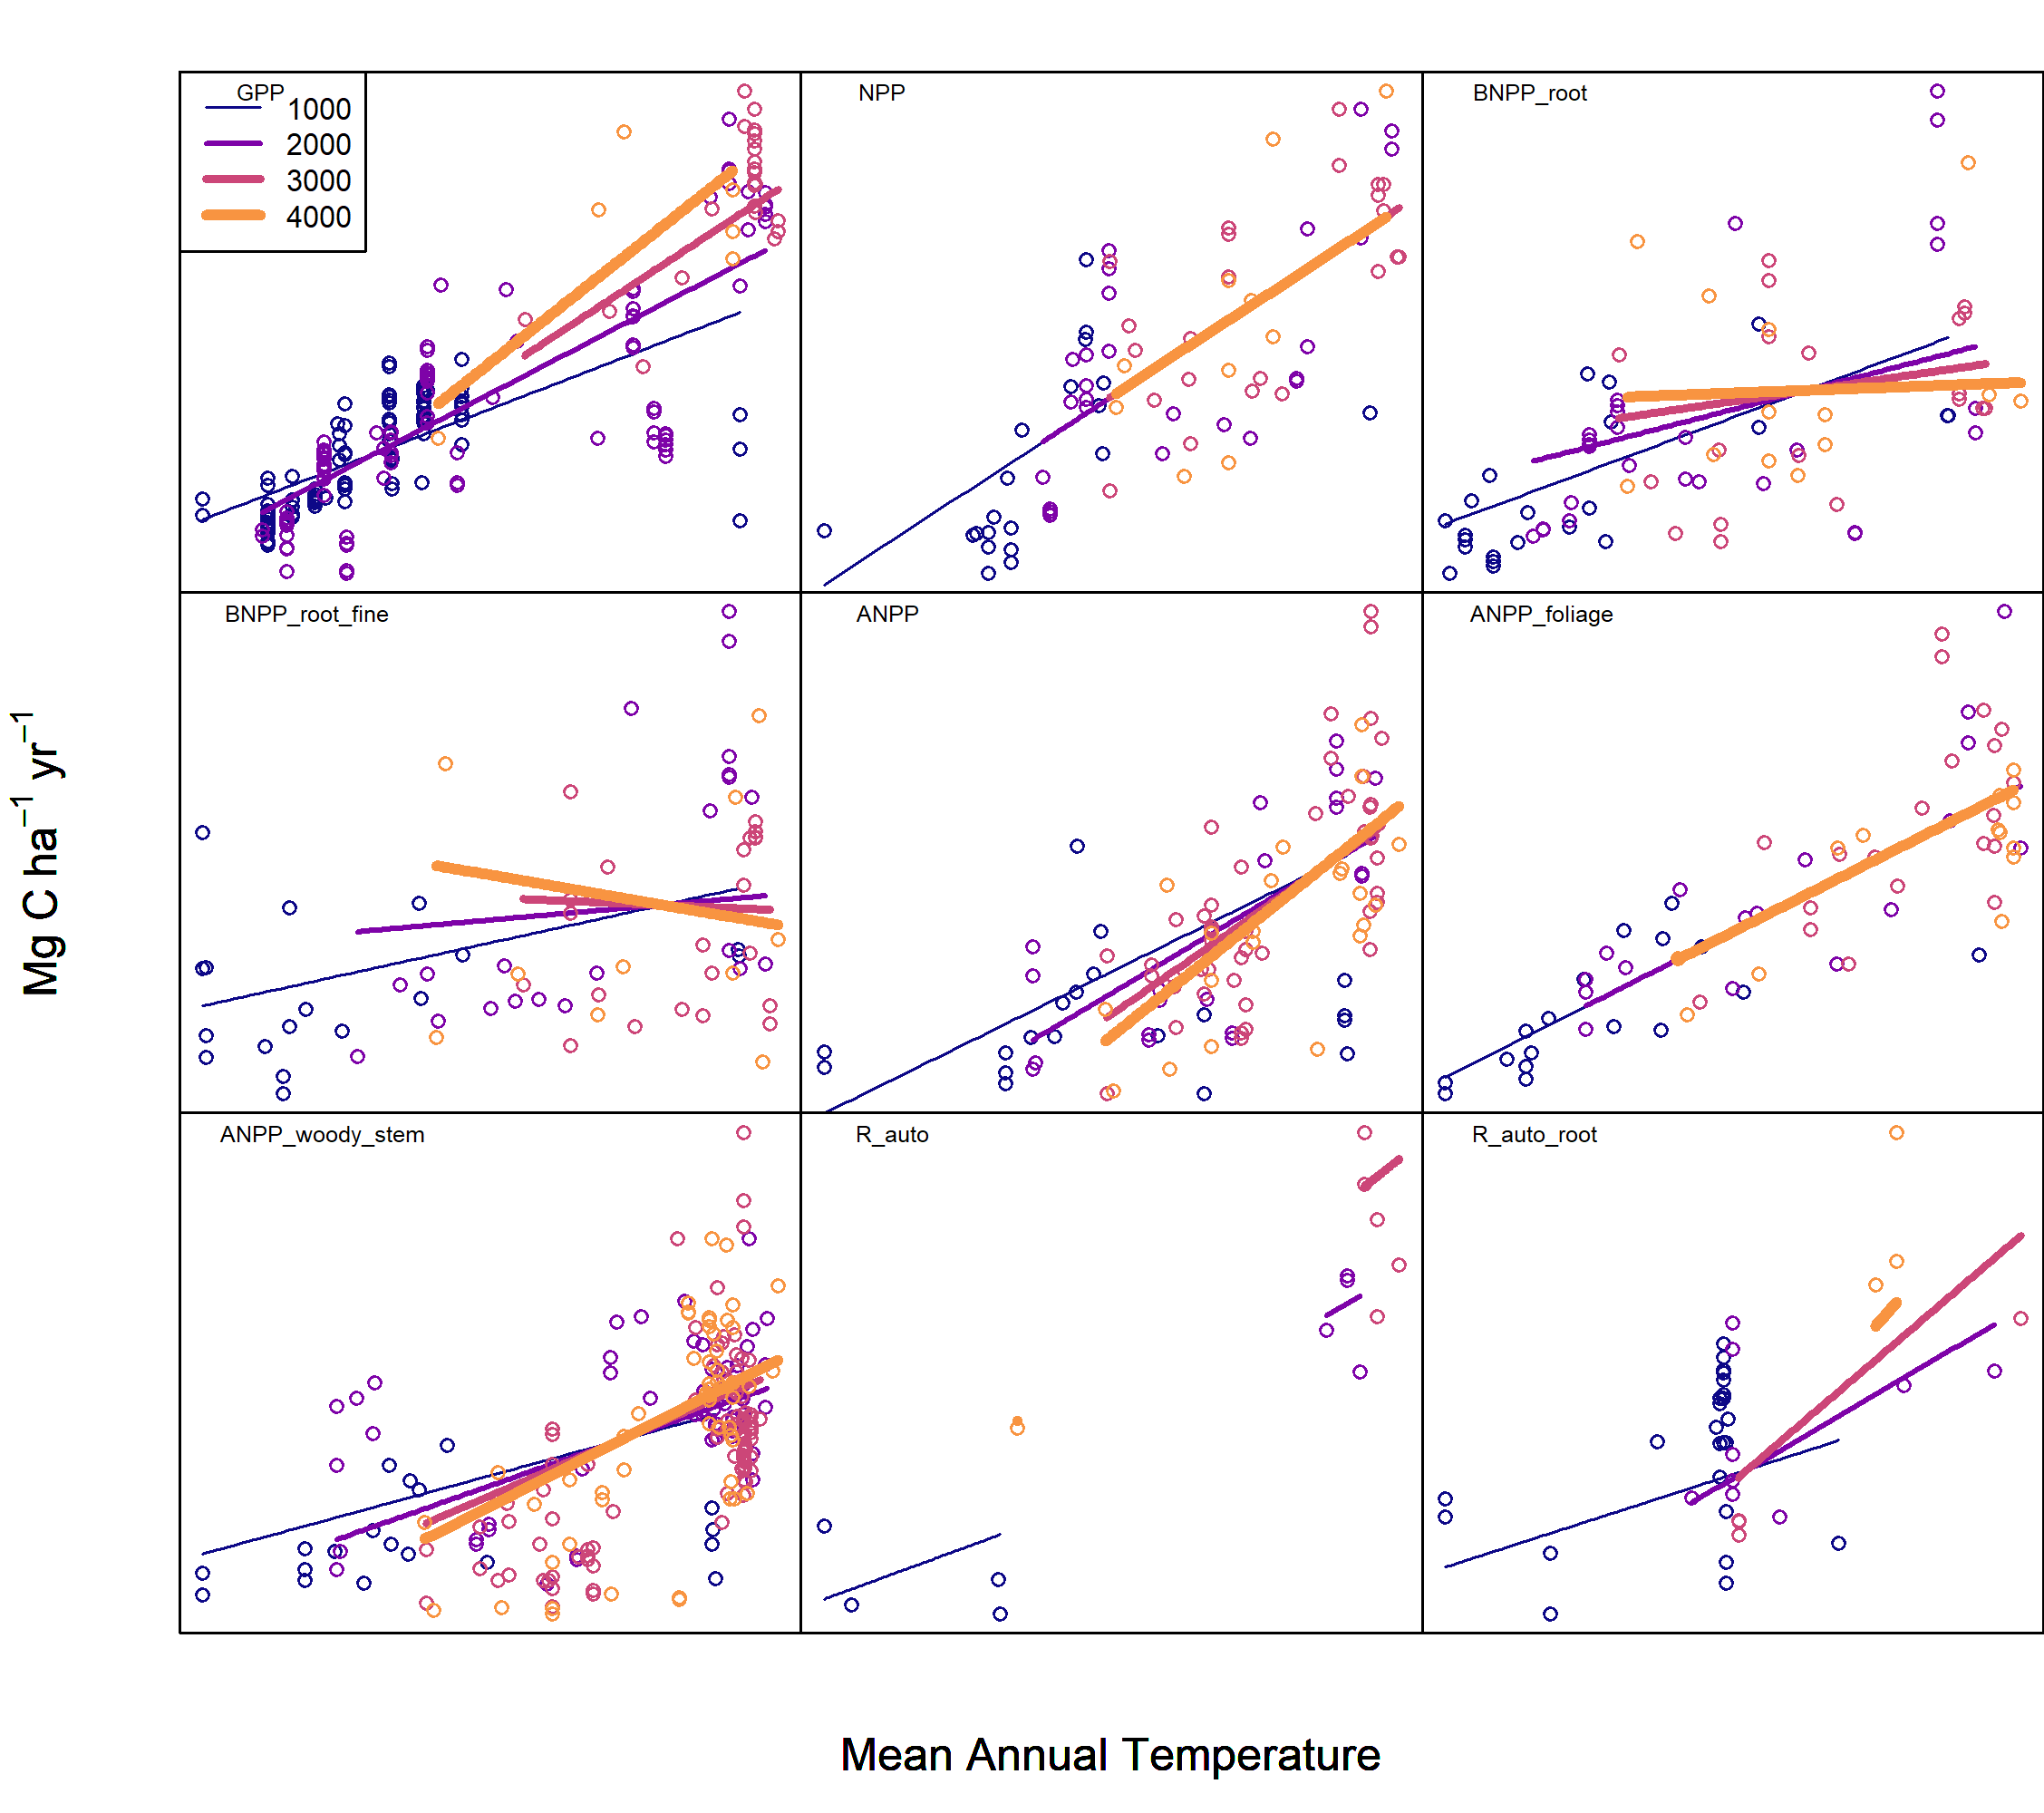 GPP
1000
2000
3000
4000
NPP
BNPP_root
BNPP_root_fine
ANPP
ANPP_foliage
ANPP_woody_stem
R_auto
R_auto_root
Mg C ha⁻¹ yr⁻¹
Mean Annual Temperature